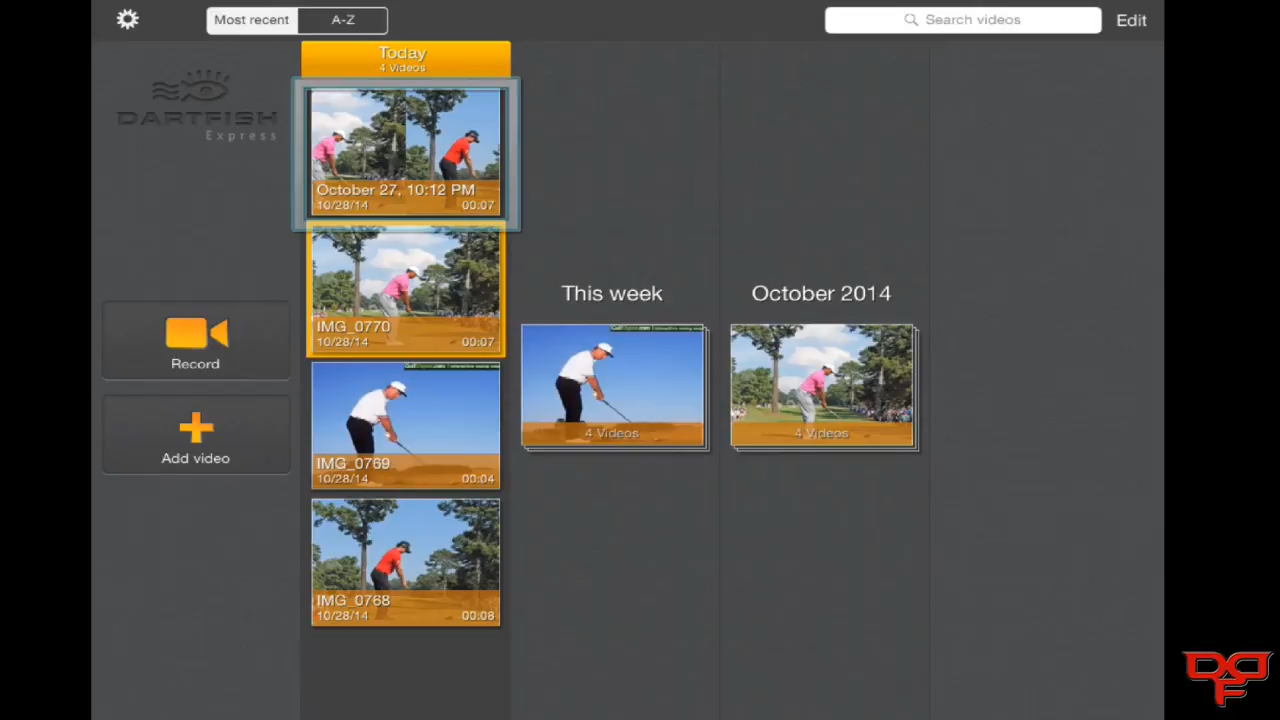 Most recent
A-Z
Search videos
Edit
DARTFISH
Express
Today
4 Videos
October 27, 10:12 PM
10/28/14
00:07
IMG_0770
10/28/14
00:07
IMG_0769
10/28/14
00:04
IMG_0768
10/28/14
00:08
Record
Add video
This week
4 Videos
October 2014
4 Videos